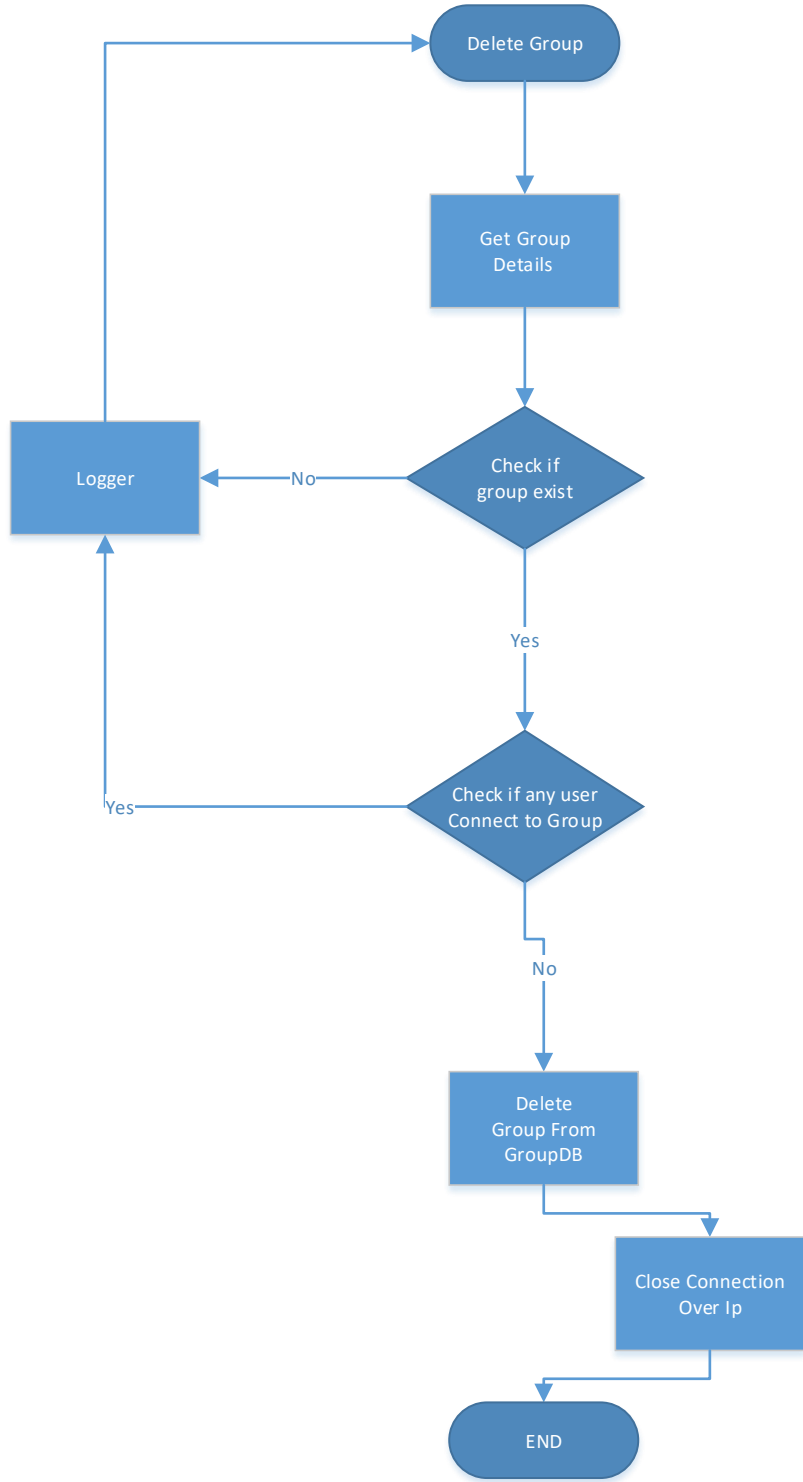 Delete Group
Get Group
Details
Check if
group exist
No
Logger
Yes
Check if any user
Connect to Group
Yes
No
Delete
Group From
GroupDB
Close Connection
Over Ip
END